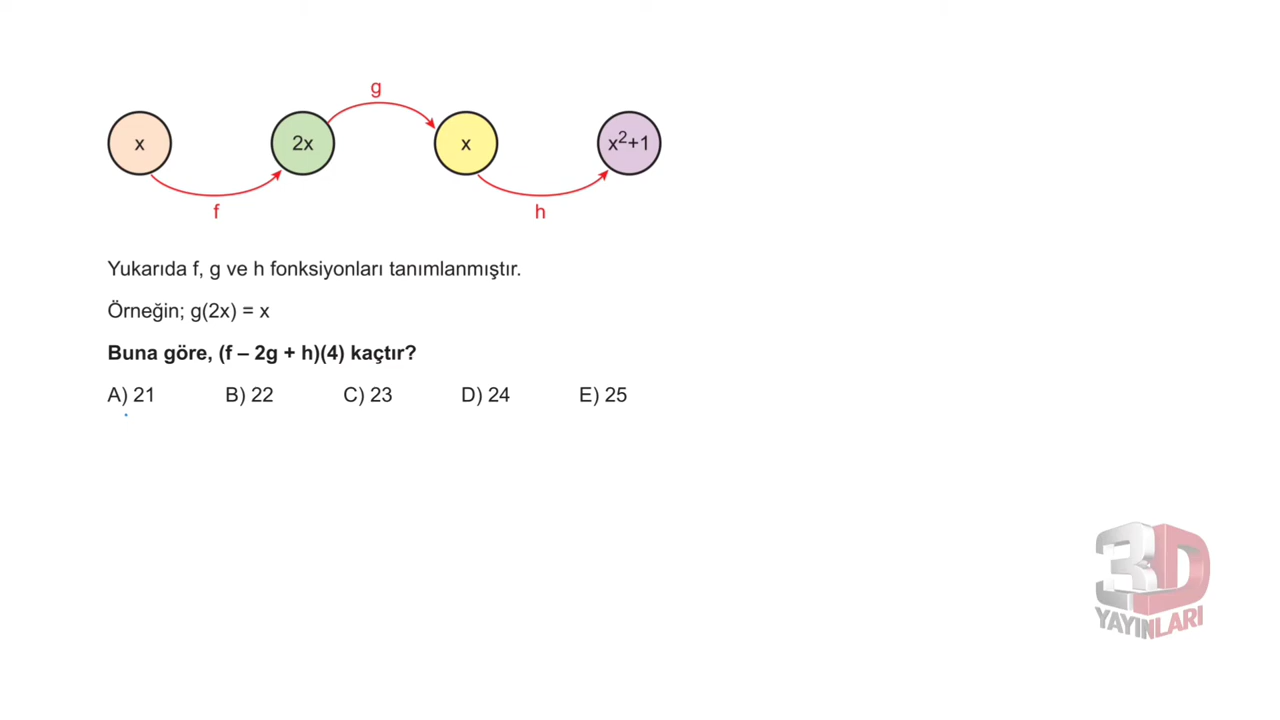 g
x
2x
x
x²+1
f
h
Yukarıda f, g ve h fonksiyonları tanımlanmıştır.
Örneğin; g(2x) = x
Buna göre, (f – 2g + h)(4) kaçtır?
A) 21 B) 22 C) 23 D) 24 E) 25
3D
YAYINLARI